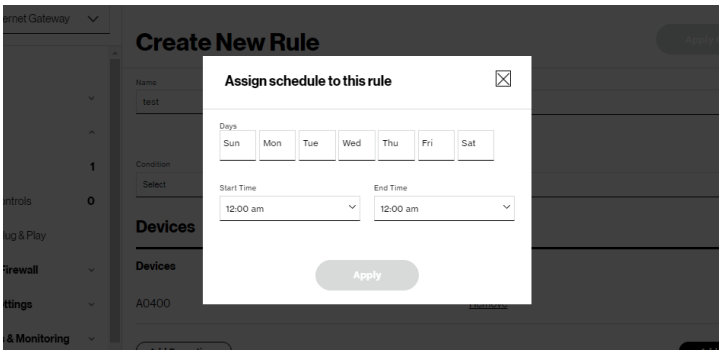 ernet Gateway
Create New Rule
Apply
Assign schedule to this rule
Name
test
Days
Sun Mon Tue Wed Thu Fri Sat
1
Condition
Select
Start Time End Time
12:00 am 12:00 am
ontrols 0
Devices
lug & Play
Firewall
Devices
Apply
ttings
A0400
Remove
s & Monitoring